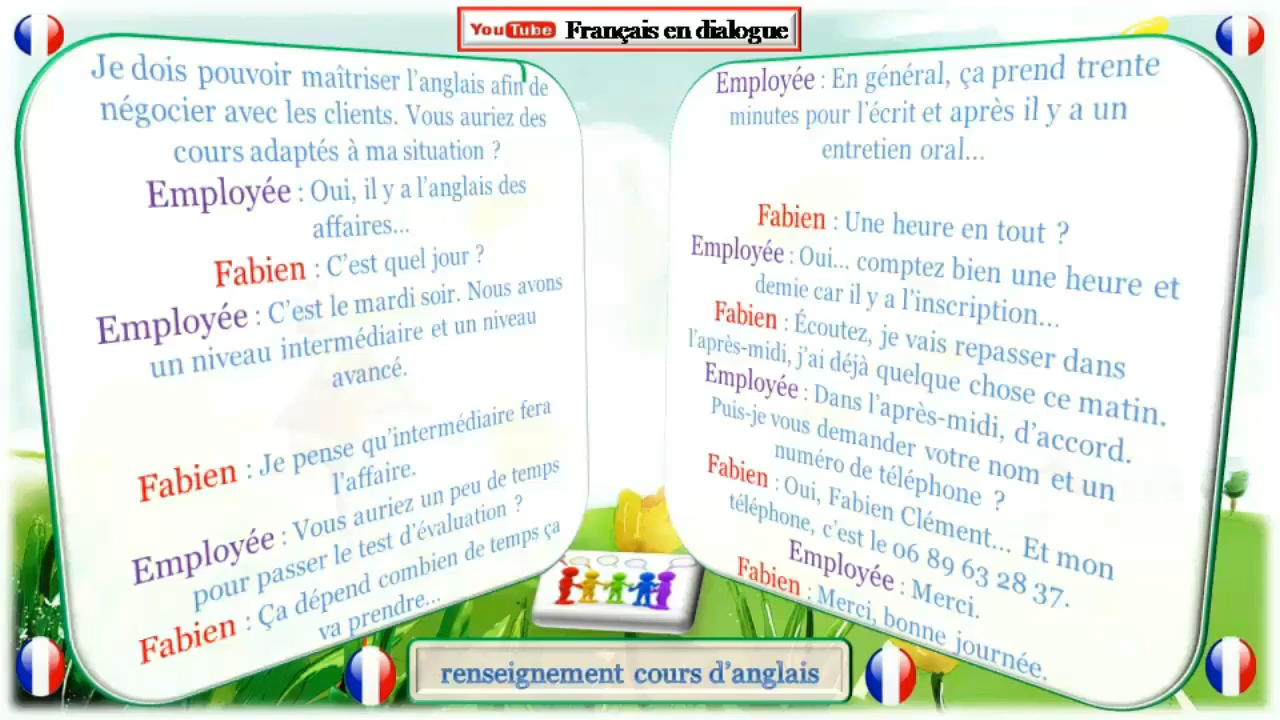 YouTube Français en dialogue
Je dois pouvoir maîtriser l'anglais afin de
négocier avec les clients. Vous auriez des
cours adaptés à ma situation ?
Employée : Oui, il y a l'anglais des
affaires...
Fabien : C'est quel jour ?
Employée : C'est le mardi soir. Nous avons
un niveau intermédiaire et un niveau
avancé.
Fabien : Je pense qu'intermédiaire fera
l'affaire.
Employée : Vous auriez un peu de temps
pour passer le test d'évaluation ?
Fabien : Ça dépend combien de temps ça
va prendre...
Employée : En général, ça prend trente
minutes pour l'écrit et après il y a un
entretien oral...
Fabien : Une heure en tout ?
Employée : Oui... comptez bien une heure et
demie car il y a l'inscription...
Fabien : Écoutez, je vais repasser dans
l'après-midi, j'ai déjà quelque chose ce matin.
Employée : Dans l'après-midi, d'accord.
Puis-je vous demander votre nom et un
numéro de téléphone ?
Fabien : Oui, Fabien Clément... Et mon
téléphone, c'est le 06 89 63 28 37.
Employée : Merci.
Fabien : Merci, bonne journée.
renseignement cours d'anglais